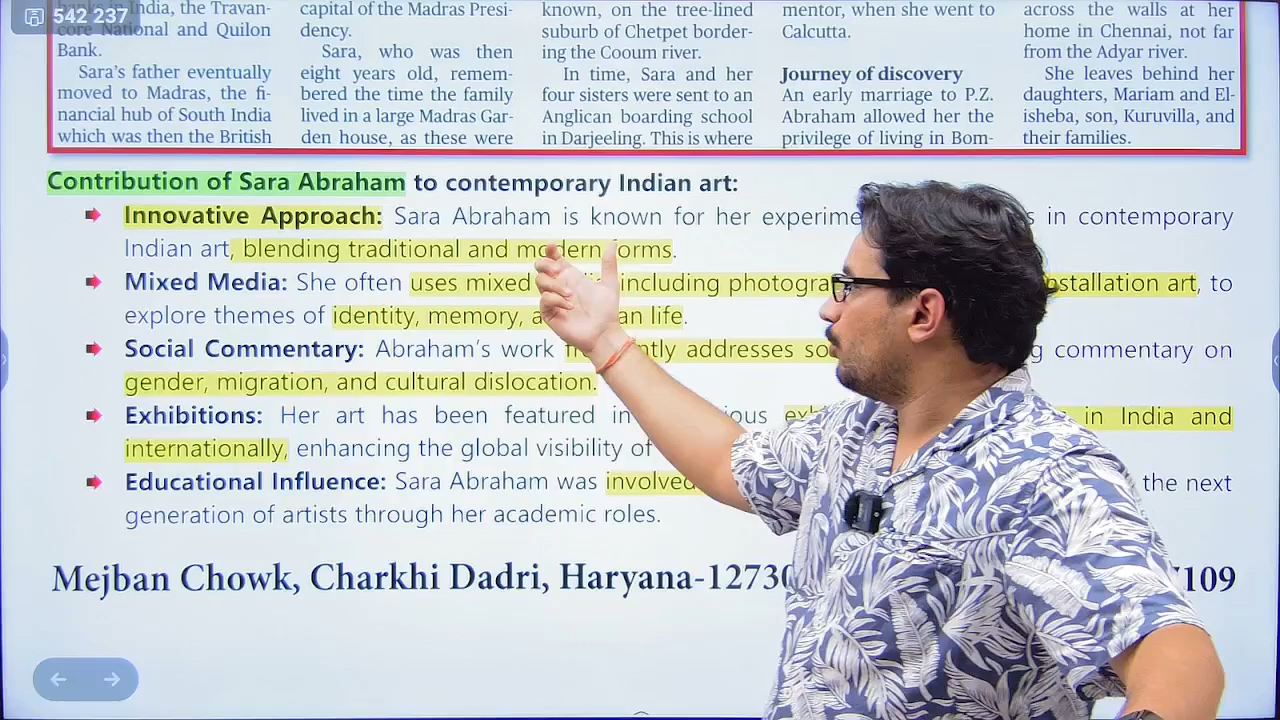 542 237
banks in India, the Travan-
core National and Quilon
Bank.
Sara's father eventually
moved to Madras, the fi-
nancial hub of South India
which was then the British
capital of the Madras Presi-
dency.
Sara, who was then
eight years old, remem-
bered the time the family
lived in a large Madras Gar-
den house, as these were
known, on the tree-lined
suburb of Chetpet border-
ing the Cooum river.
In time, Sara and her
four sisters were sent to an
Anglican boarding school
in Darjeeling. This is where
mentor, when she went to
Calcutta.
Journey of discovery
An early marriage to P.Z.
Abraham allowed her the
privilege of living in Bom-
across the walls at her
home in Chennai, not far
from the Adyar river.
She leaves behind her
daughters, Mariam and El-
isheba, son, Kuruvilla, and
their families.
Contribution of Sara Abraham to contemporary Indian art:
Innovative Approach: Sara Abraham is known for her in contemporary
Indian art, blending traditional and modern forms.
Mixed Media: She often uses mixed including installation art, to
explore themes of identity, memory, life.
Social Commentary: Abraham's work addresses commentary on
gender, migration, and cultural dislocation.
Exhibitions: Her art has been featured in in India and
internationally, enhancing the global visibility of
Educational Influence: Sara Abraham was involved the next
generation of artists through her academic roles.
Mejban Chowk, Charkhi Dadri, Haryana-12730 7109